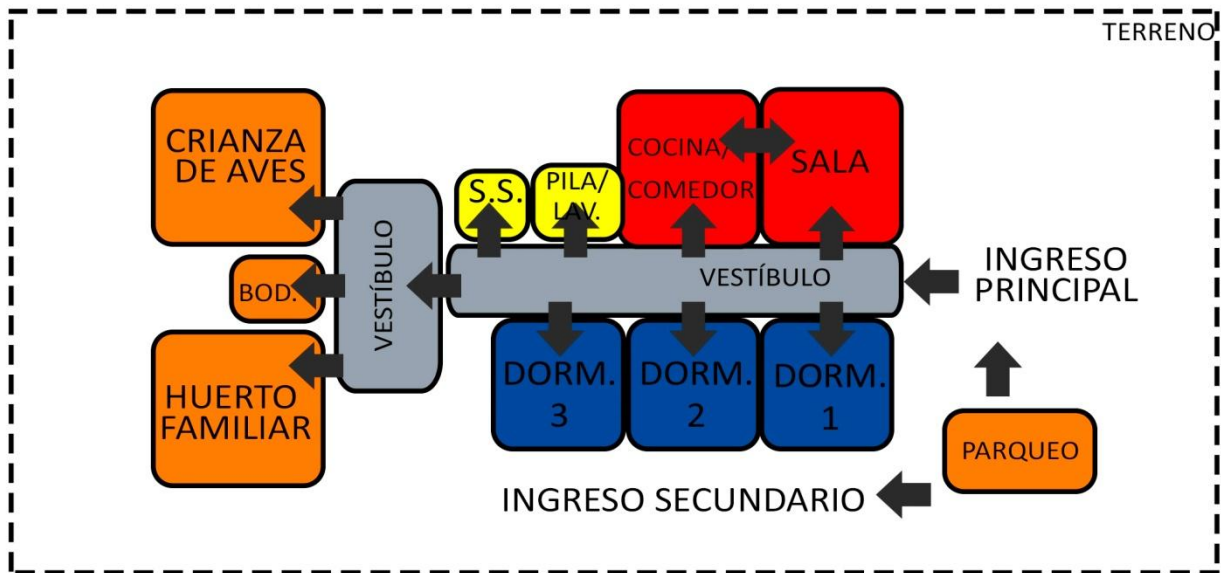 TERRENO
CRIANZA
DE AVES
BOD.
HUERTO
FAMILIAR
VESTÍBULO
S.S.
PILA/
LAV.
COCINA/
COMEDOR
SALA
VESTÍBULO
INGRESO
PRINCIPAL
DORM.
3
DORM.
2
DORM.
1
PARQUEO
INGRESO SECUNDARIO